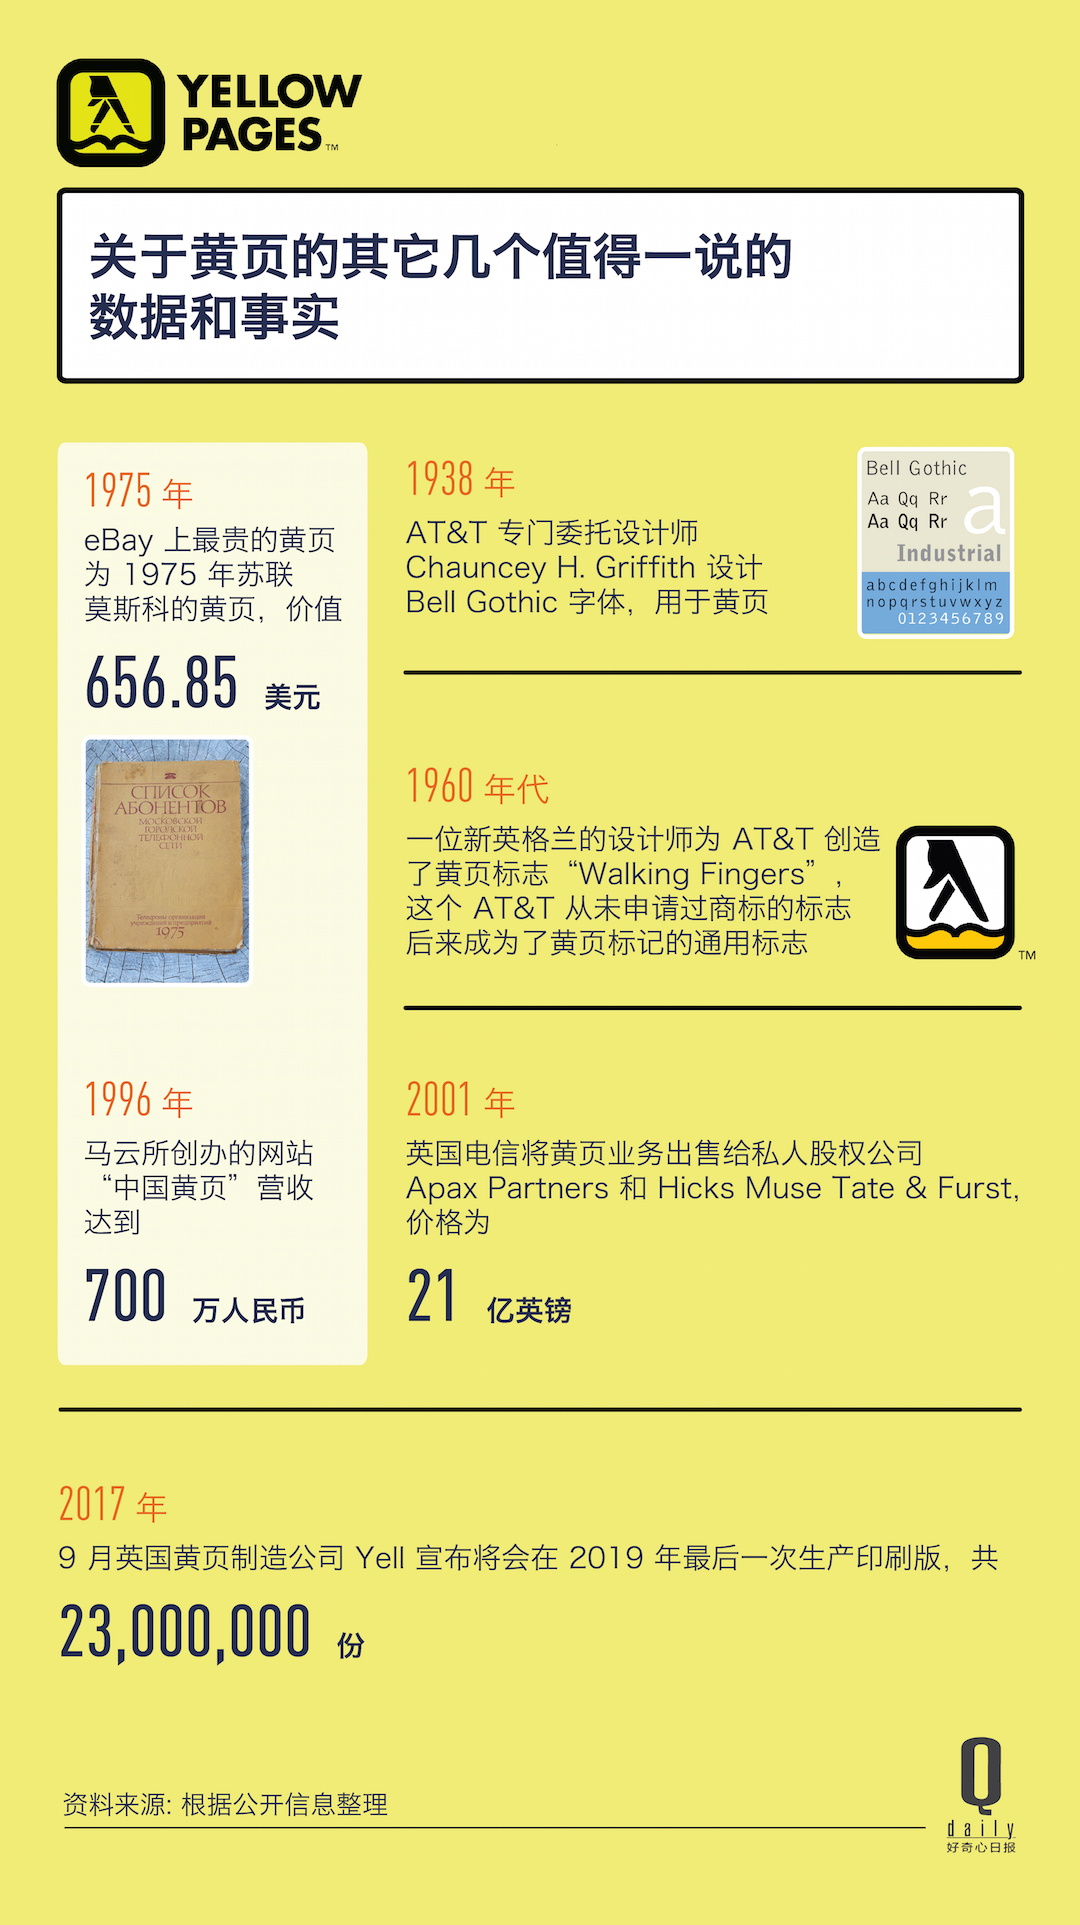 YELLOW
PAGES™
关于黄页的其它几个值得一说的
数据和事实
1975 年
eBay 上最贵的黄页
为 1975 年苏联
莫斯科的黄页，价值
656.85 美元
СПИСОК
АБОНЕНТОВ
МОСКОВСКОЙ
ГОРОДСКОЙ
ТЕЛЕФОННОЙ
СЕТИ
Телефоны организаций
учреждений и предприятий
1975
1996 年
马云所创办的网站
“中国黄页”营收
达到
700 万人民币
1938 年
AT&T 专门委托设计师
Chauncey H. Griffith 设计
Bell Gothic 字体，用于黄页
Bell Gothic
Aa Qq Rr
Aa Qq Rr
a
Industrial
abcdefghijklm
nopqrstuvwxyz
0123456789
1960 年代
一位新英格兰的设计师为 AT&T 创造
了黄页标志“Walking Fingers”，
这个 AT&T 从未申请过商标的标志
后来成为了黄页标记的通用标志
TM
2001 年
英国电信将黄页业务出售给私人股权公司
Apax Partners 和 Hicks Muse Tate & Furst,
价格为
21 亿英镑
2017 年
9 月英国黄页制造公司 Yell 宣布将会在 2019 年最后一次生产印刷版，共
23,000,000 份
资料来源: 根据公开信息整理
Q
daily
好奇心日报